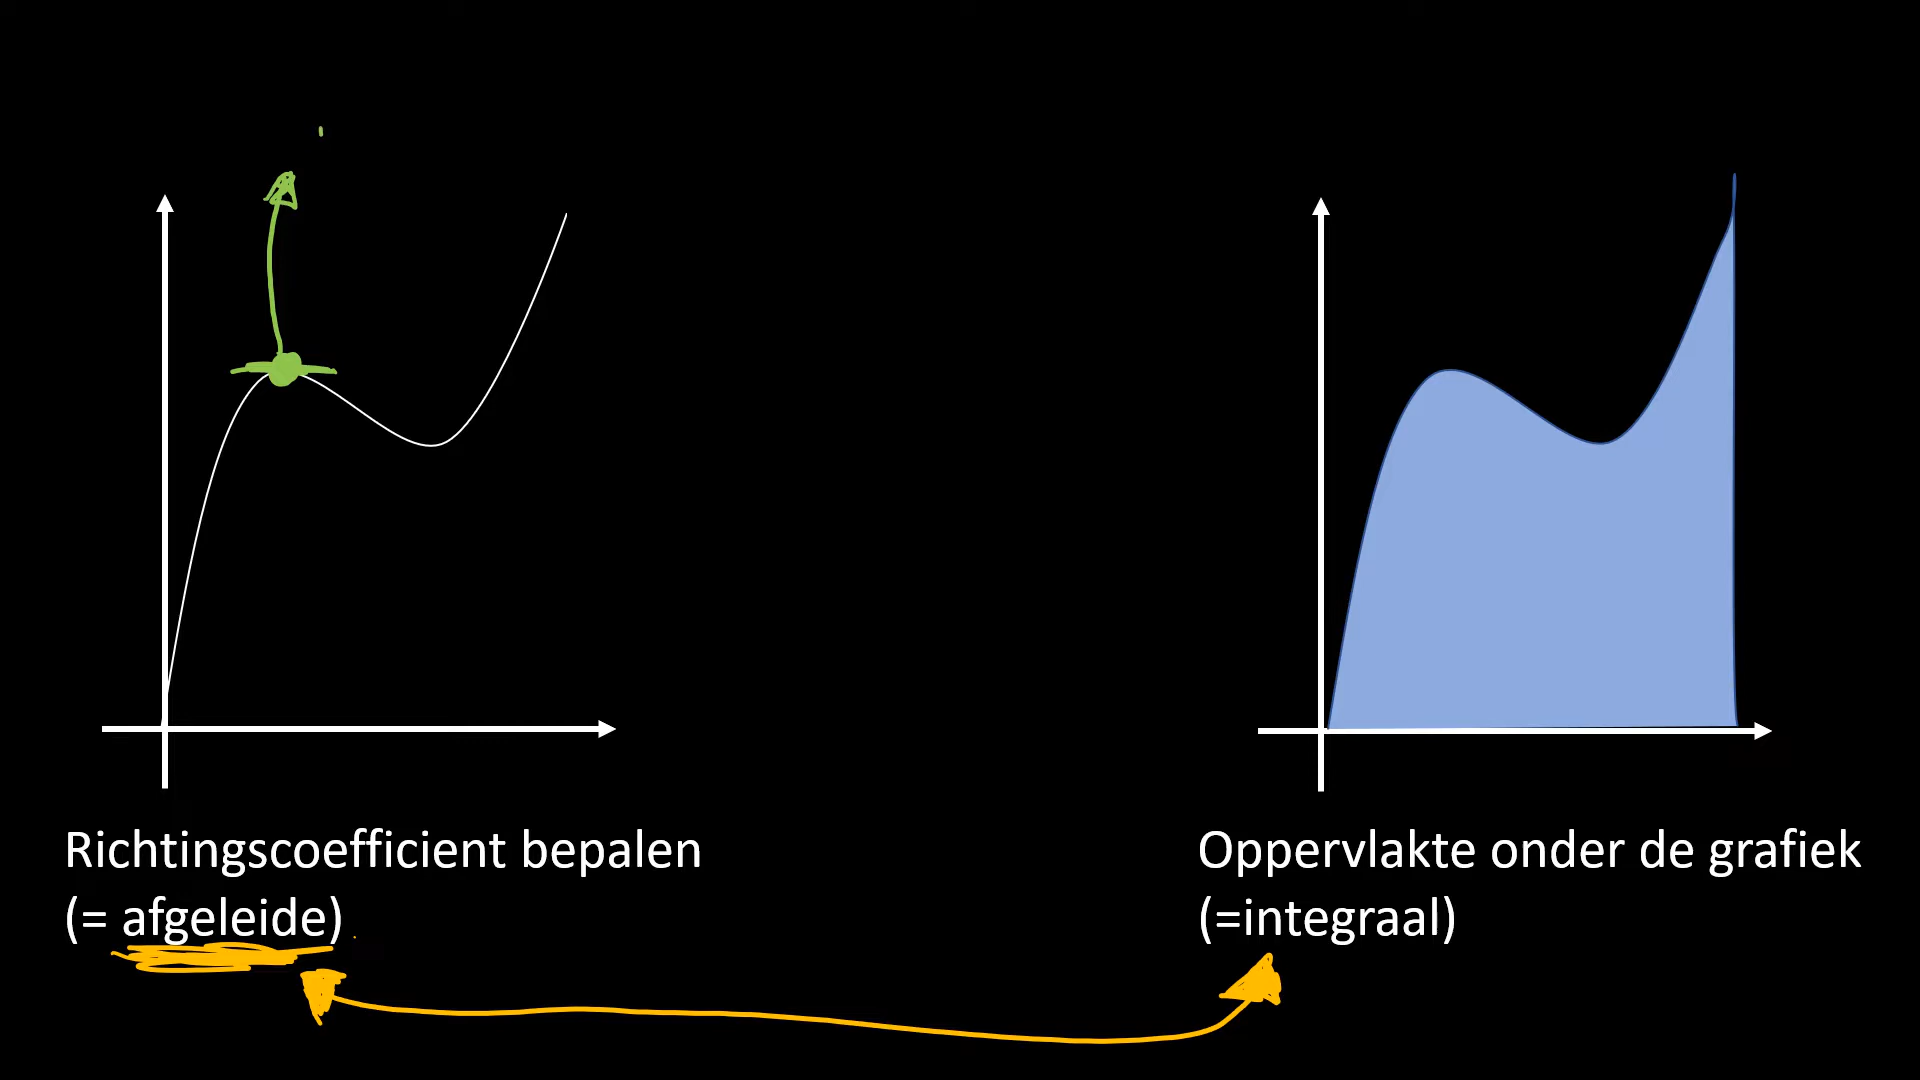 Richtingscoefficient bepalen
(= afgeleide)
Oppervlakte onder de grafiek
(=integraal)